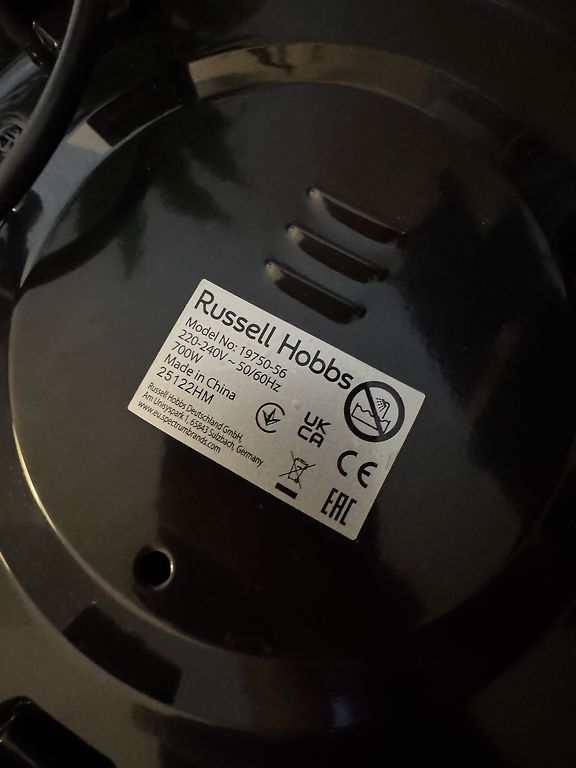 Russell Hobbs
Model No: 19750-56
220-240V ~ 50/60Hz
700W
Made in China
25122HM
Russell Hobbs Deutschland GmbH,
Am Unisyspark 1, 65843 Sulzbach, Germany
www.eu.spectrumbrands.com
UK
CA
CE
EAC